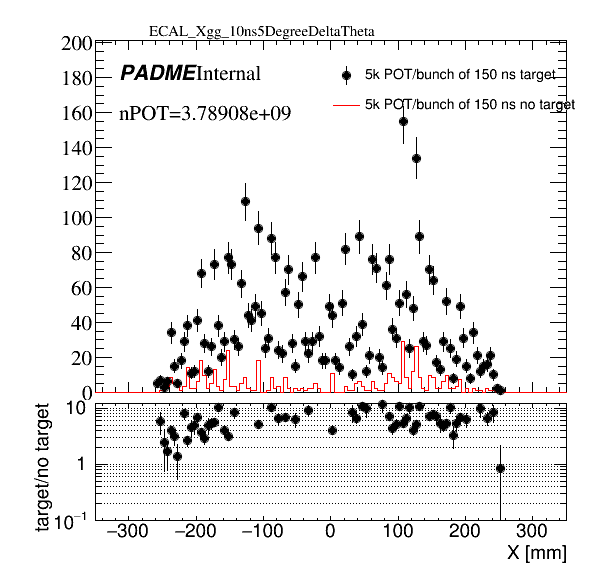 ECAL_Xgg_10ns5DegreeDeltaTheta
200
180
160
140
120
100
80
60
40
20
0
PADME Internal
nPOT=3.78908e+09
5k POT/bunch of 150 ns target
5k POT/bunch of 150 ns no target
target/no target
10
1
10−1
−300 −200 −100 0 100 200 300
X [mm]